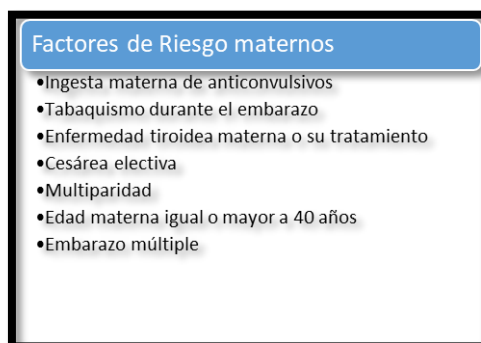 Factores de Riesgo maternos
•Ingesta materna de anticonvulsivos
•Tabaquismo durante el embarazo
•Enfermedad tiroidea materna o su tratamiento
•Cesárea electiva
•Multiparidad
•Edad materna igual o mayor a 40 años
•Embarazo múltiple